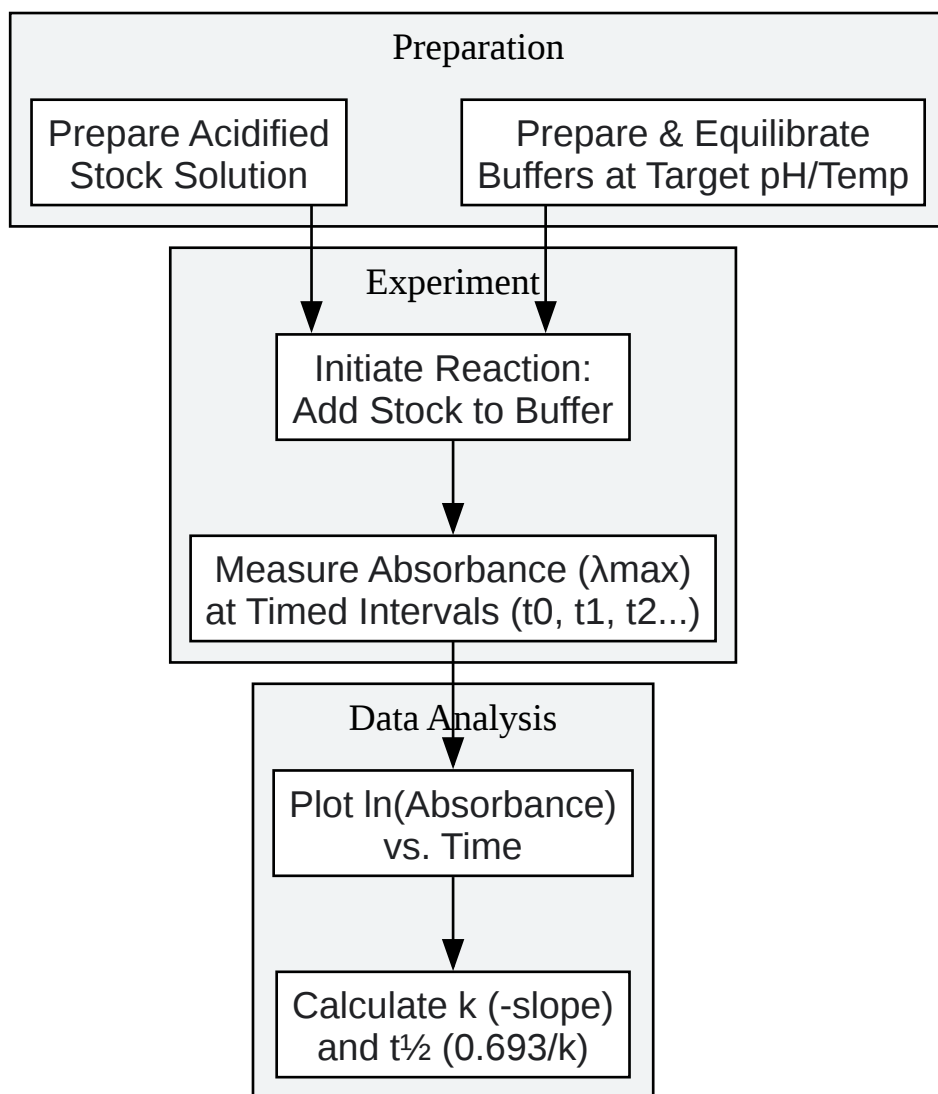 Preparation
Prepare Acidified
Stock Solution
Prepare & Equilibrate
Buffers at Target pH/Temp
Experiment
Initiate Reaction:
Add Stock to Buffer
Measure Absorbance (λmax)
at Timed Intervals (t0, t1, t2...)
Data Analysis
Plot ln(Absorbance)
vs. Time
Calculate k (-slope)
and t½ (0.693/k)